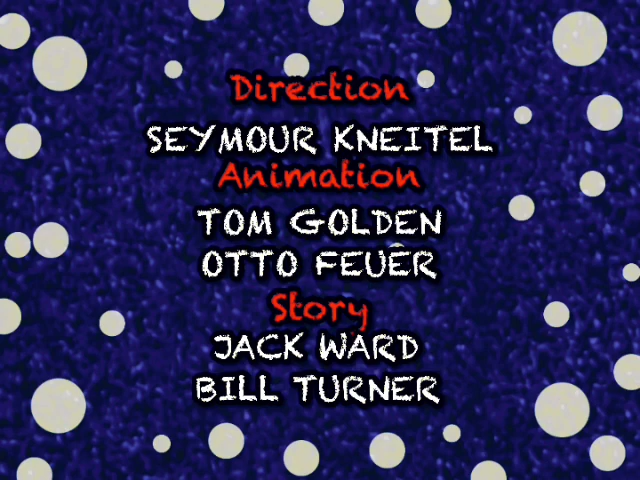 Direction
SEYMOUR KNEITEL
Animation
TOM GOLDEN
OTTO FEUER
Story
JACK WARD
BILL TURNER